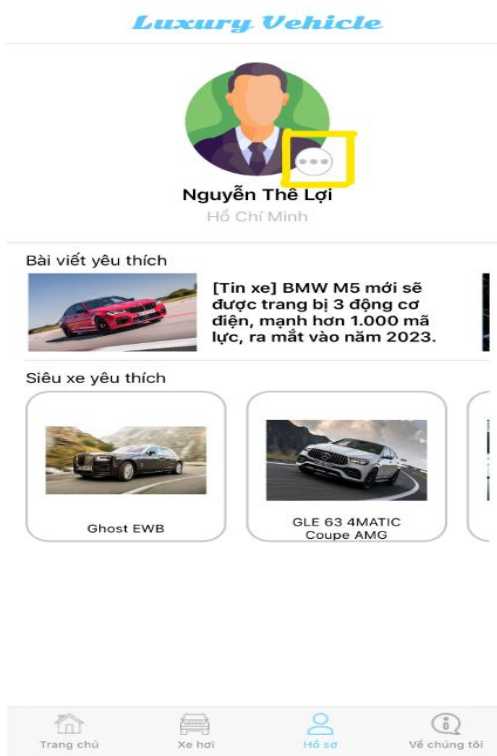 Luxury Vehicle
Nguyễn Thế Lợi
Hồ Chí Minh
Bài viết yêu thích
[Tin xe] BMW M5 mới sẽ
được trang bị 3 động cơ
điện, mạnh hơn 1.000 mã
lực, ra mắt vào năm 2023.
Siêu xe yêu thích
Ghost EWB
GLE 63 4MATIC
Coupe AMG
Trang chủ
Xe hơi
Hồ sơ
Về chúng tôi